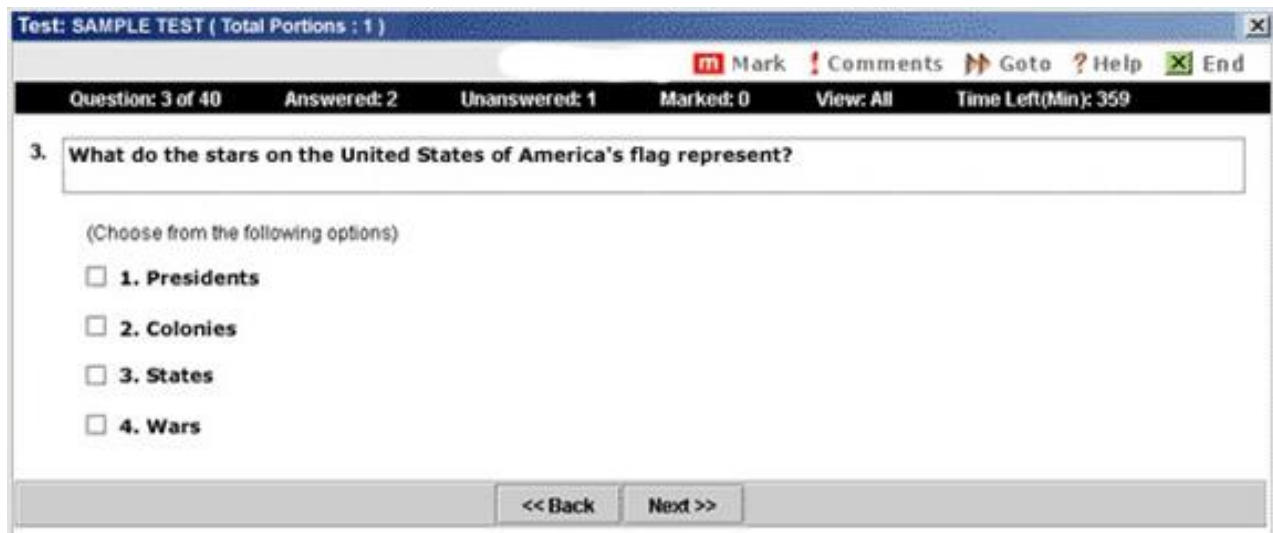 Test: SAMPLE TEST ( Total Portions : 1 )
m Mark ! Comments Goto ? Help End
Question: 3 of 40 Answered: 2 Unanswered: 1 Marked: 0 View: All Time Left(Min): 359
3. What do the stars on the United States of America's flag represent?
(Choose from the following options)
1. Presidents
2. Colonies
3. States
4. Wars
<< Back Next >>